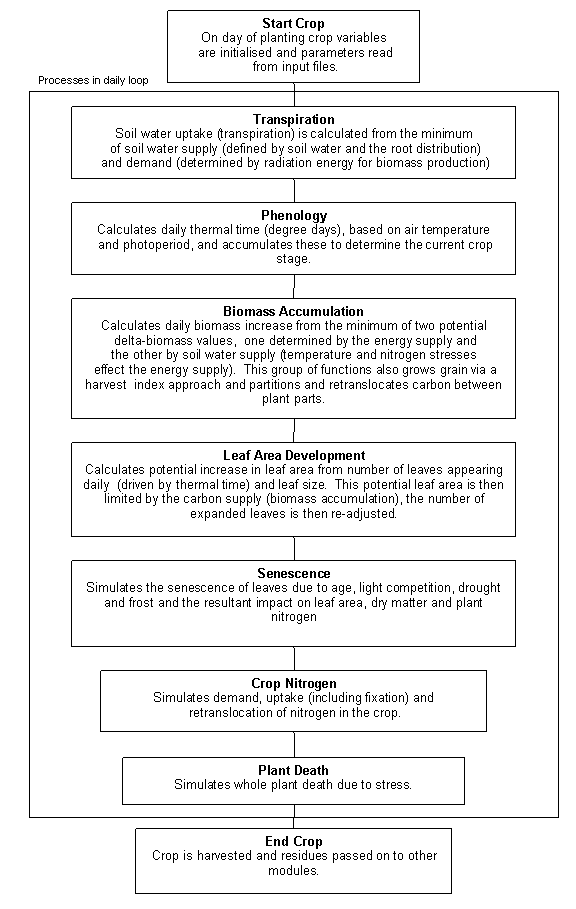 Start Crop
On day of planting crop variables
are initialised and parameters read
from input files.
Processes in daily loop
Transpiration
Soil water uptake (transpiration) is calculated from the minimum
of soil water supply (defined by soil water and the root distribution)
and demand (determined by radiation energy for biomass production)
Phenology
Calculates daily thermal time (degree days), based on air temperature
and photoperiod, and accumulates these to determine the current crop
stage.
Biomass Accumulation
Calculates daily biomass increase from the minimum of two potential
delta-biomass values, one determined by the energy supply and
the other by soil water supply (temperature and nitrogen stresses
effect the energy supply). This group of functions also grows grain via a
harvest index approach and partitions and retranslocates carbon between
plant parts.
Leaf Area Development
Calculates potential increase in leaf area from number of leaves appearing
daily (driven by thermal time) and leaf size. This potential leaf area is then
limited by the carbon supply (biomass accumulation), the number of
expanded leaves is then re-adjusted.
Senescence
Simulates the senescence of leaves due to age, light competition, drought
and frost and the resultant impact on leaf area, dry matter and plant
nitrogen
Crop Nitrogen
Simulates demand, uptake (including fixation) and
retranslocation of nitrogen in the crop.
Plant Death
Simulates whole plant death due to stress.
End Crop
Crop is harvested and residues passed on to other
modules.